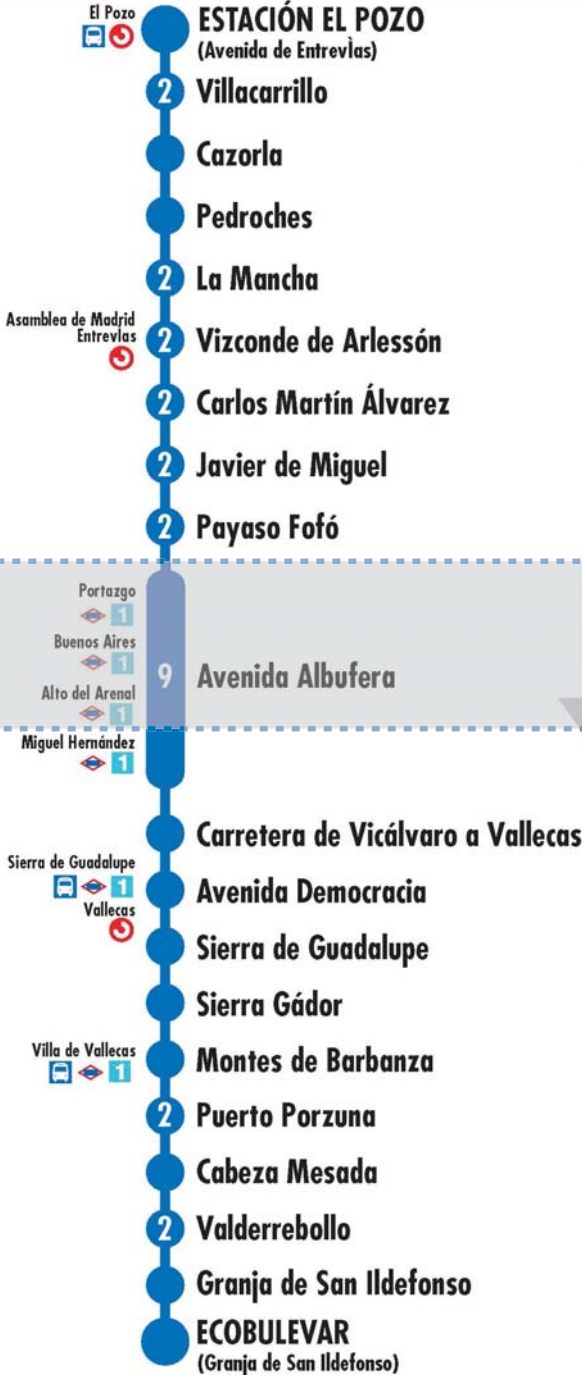 El Pozo
ESTACIÓN EL POZO
(Avenida de Entrevìas)
2 Villacarrillo
Cazorla
Pedroches
2 La Mancha
Asamblea de Madrid
Entrevìas
2 Vizconde de Arlessón
2 Carlos Martín Álvarez
2 Javier de Miguel
2 Payaso Fofó
Portazgo
1
Buenos Aires
1
9 Avenida Albufera
Alto del Arenal
1
Miguel Hernández
1
Carretera de Vicálvaro a Vallecas
Sierra de Guadalupe
1
Avenida Democracia
Vallecas
Sierra de Guadalupe
Sierra Gádor
Villa de Vallecas
1
Montes de Barbanza
2 Puerto Porzuna
Cabeza Mesada
2 Valderrebollo
Granja de San Ildefonso
ECOBULEVAR
(Granja de San Ildefonso)